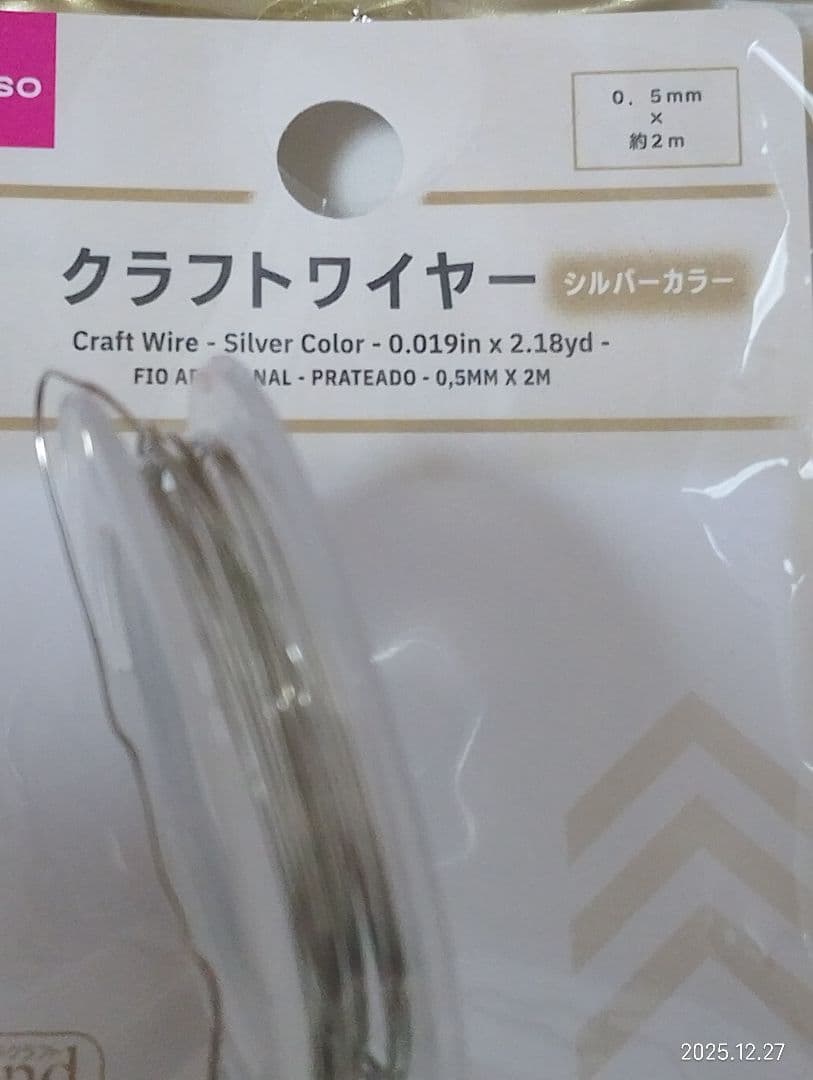 so
0.5mm
×
約2m
クラフトワイヤー シルバーカラー
Craft Wire - Silver Color - 0.019in x 2.18yd -
FIO NAL - PRATEADO - 0,5MM X 2M
2025.12.27